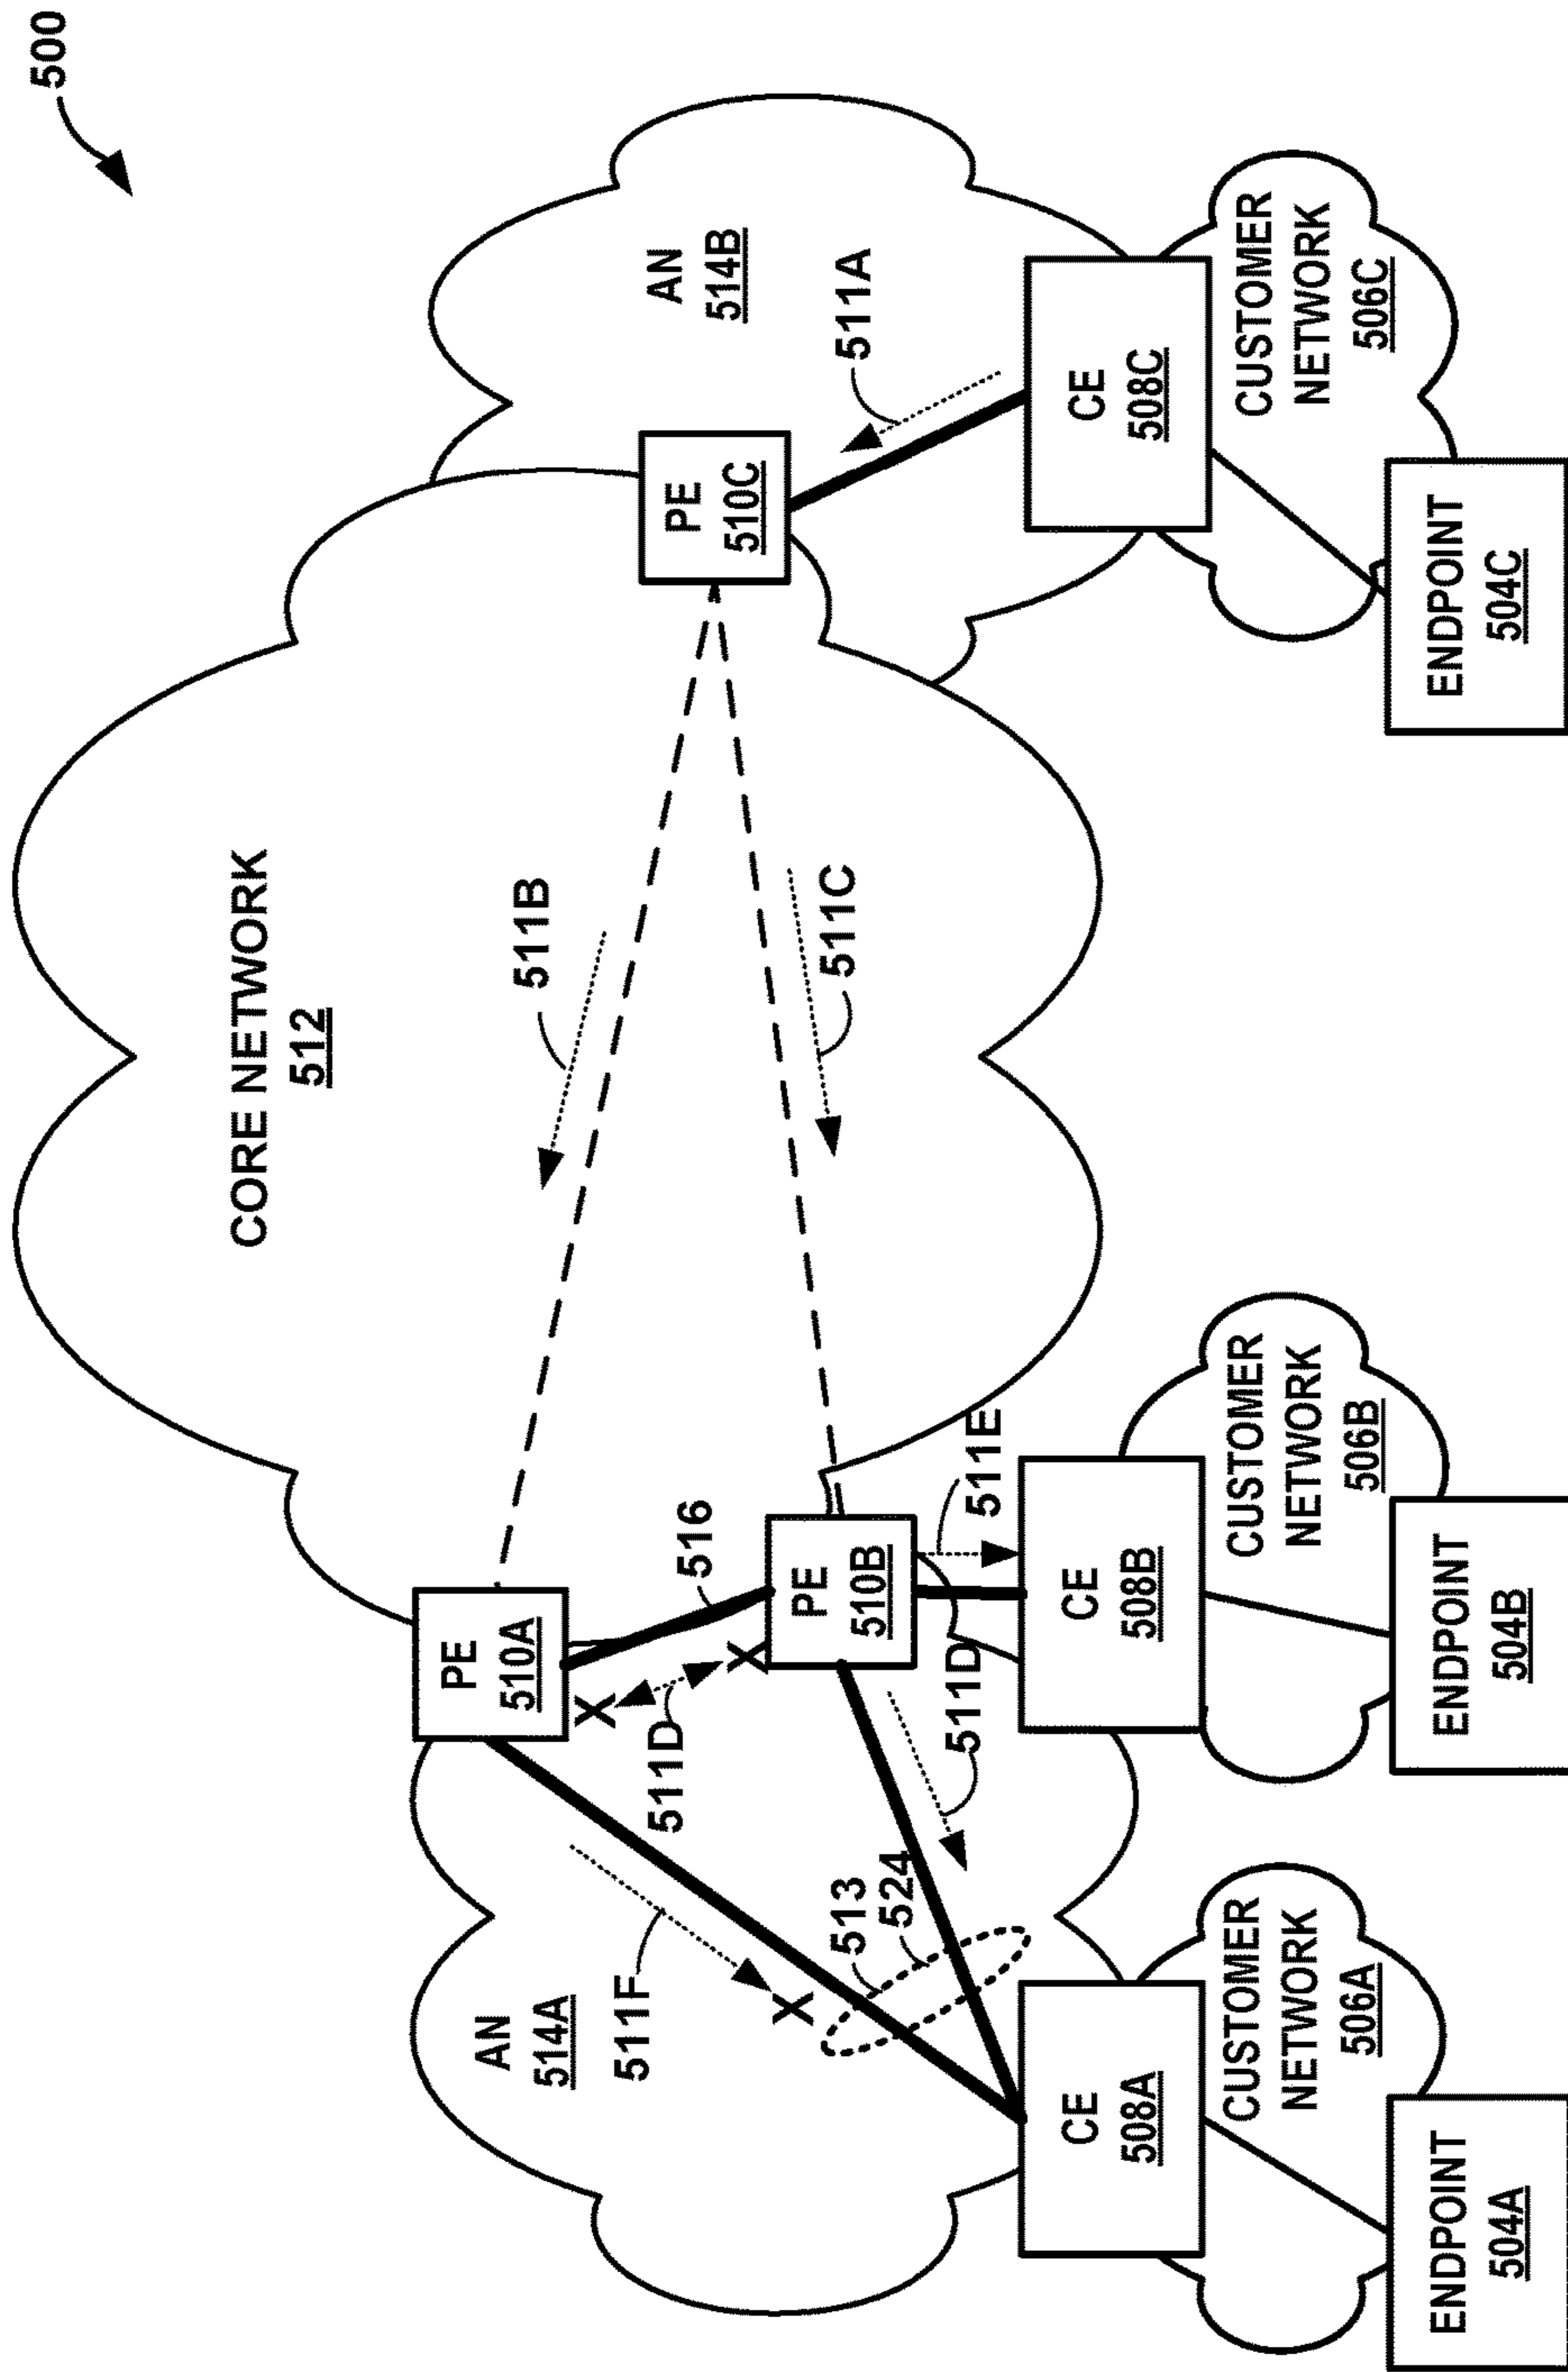 500
CORE NETWORK
512
AN
514B
511A
PE
510C
511B
511C
CE
508C
CUSTOMER
NETWORK
506C
ENDPOINT
504C
PE
510A
516
PE
510B
511E
511D
511D
CE
508B
CUSTOMER
NETWORK
506B
ENDPOINT
504B
AN
514A
511F
X
X
X
513
524
CE
508A
CUSTOMER
NETWORK
506A
ENDPOINT
504A